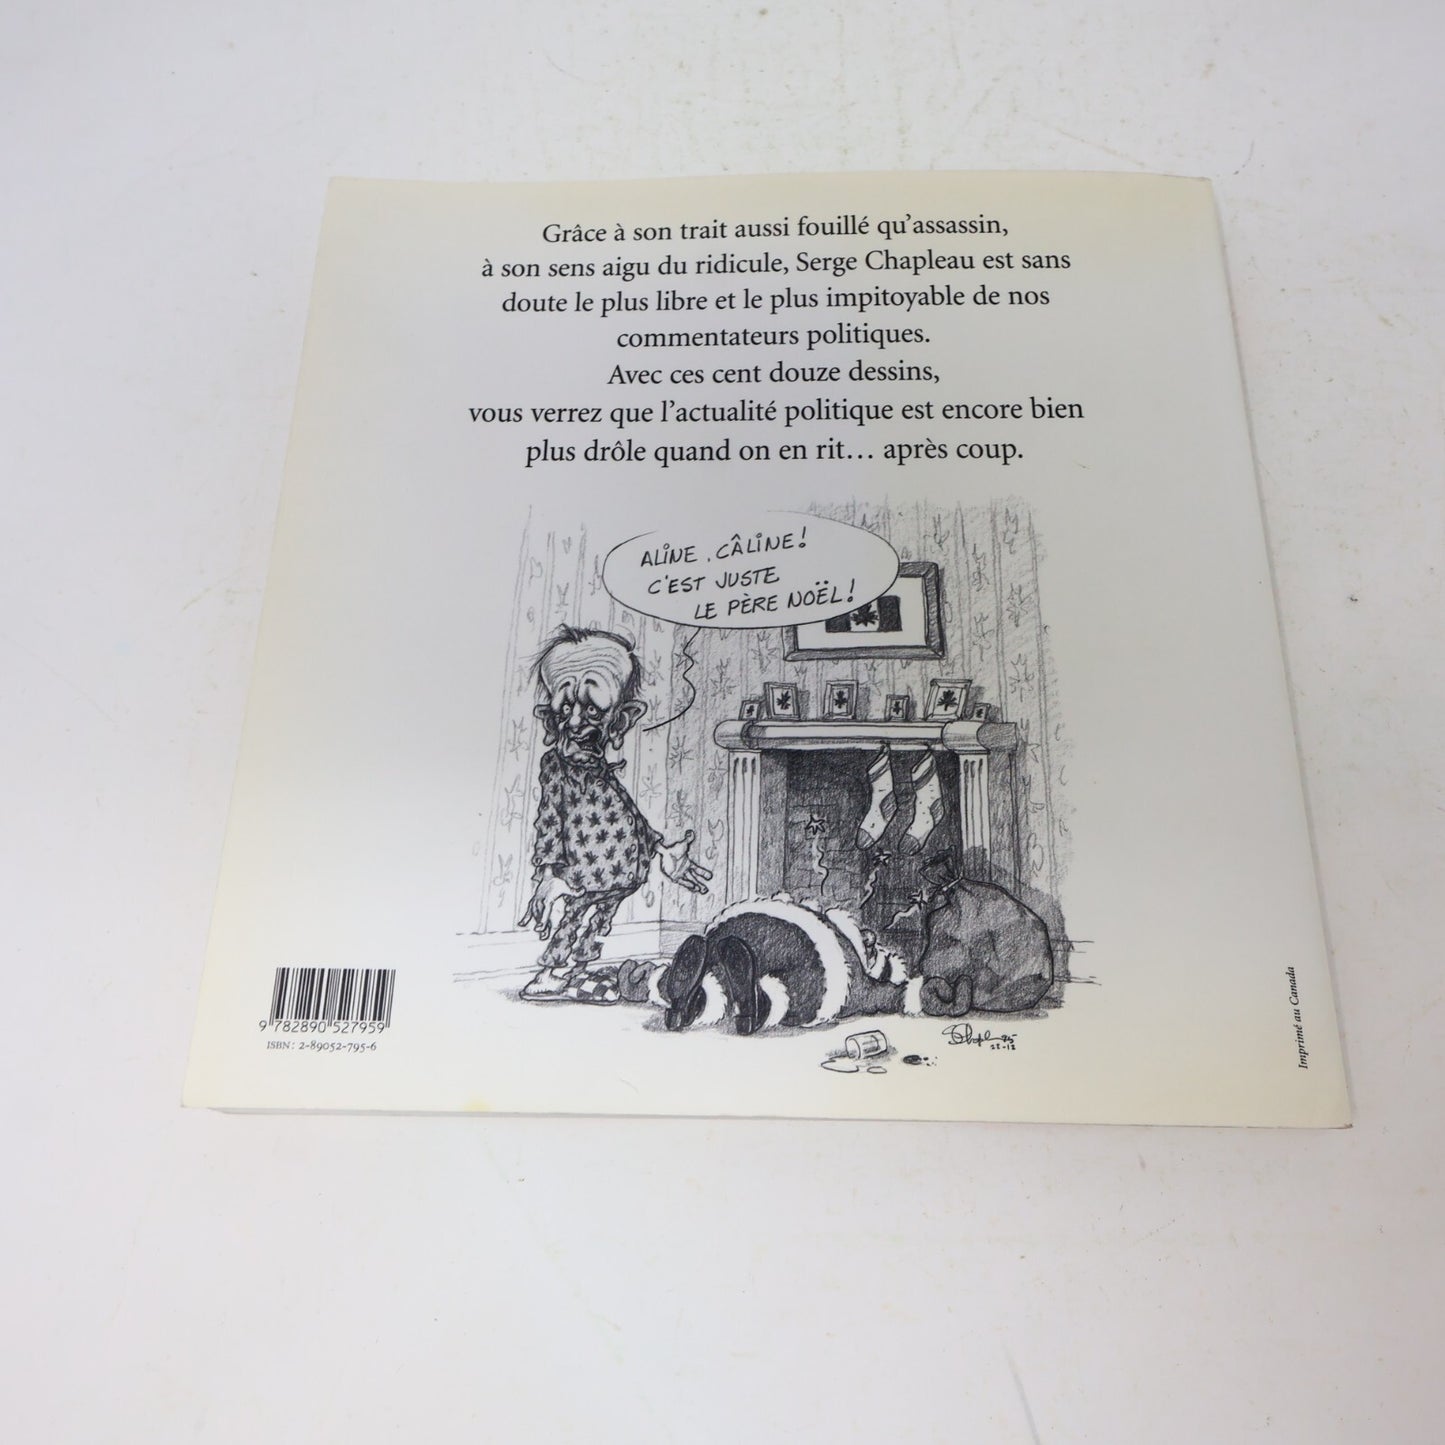 Grâce à son trait aussi fouillé qu'assassin,
à son sens aigu du ridicule, Serge Chapleau est sans
doute le plus libre et le plus impitoyable de nos
commentateurs politiques.
Avec ces cent douze dessins,
vous verrez que l'actualité politique est encore bien
plus drôle quand on en rit… après coup.
ALINE, CÂLINE!
C'EST JUSTE
LE PÈRE NOËL!
9 782890 527959
ISBN : 2-89052-795-6
Imprimé au Canada